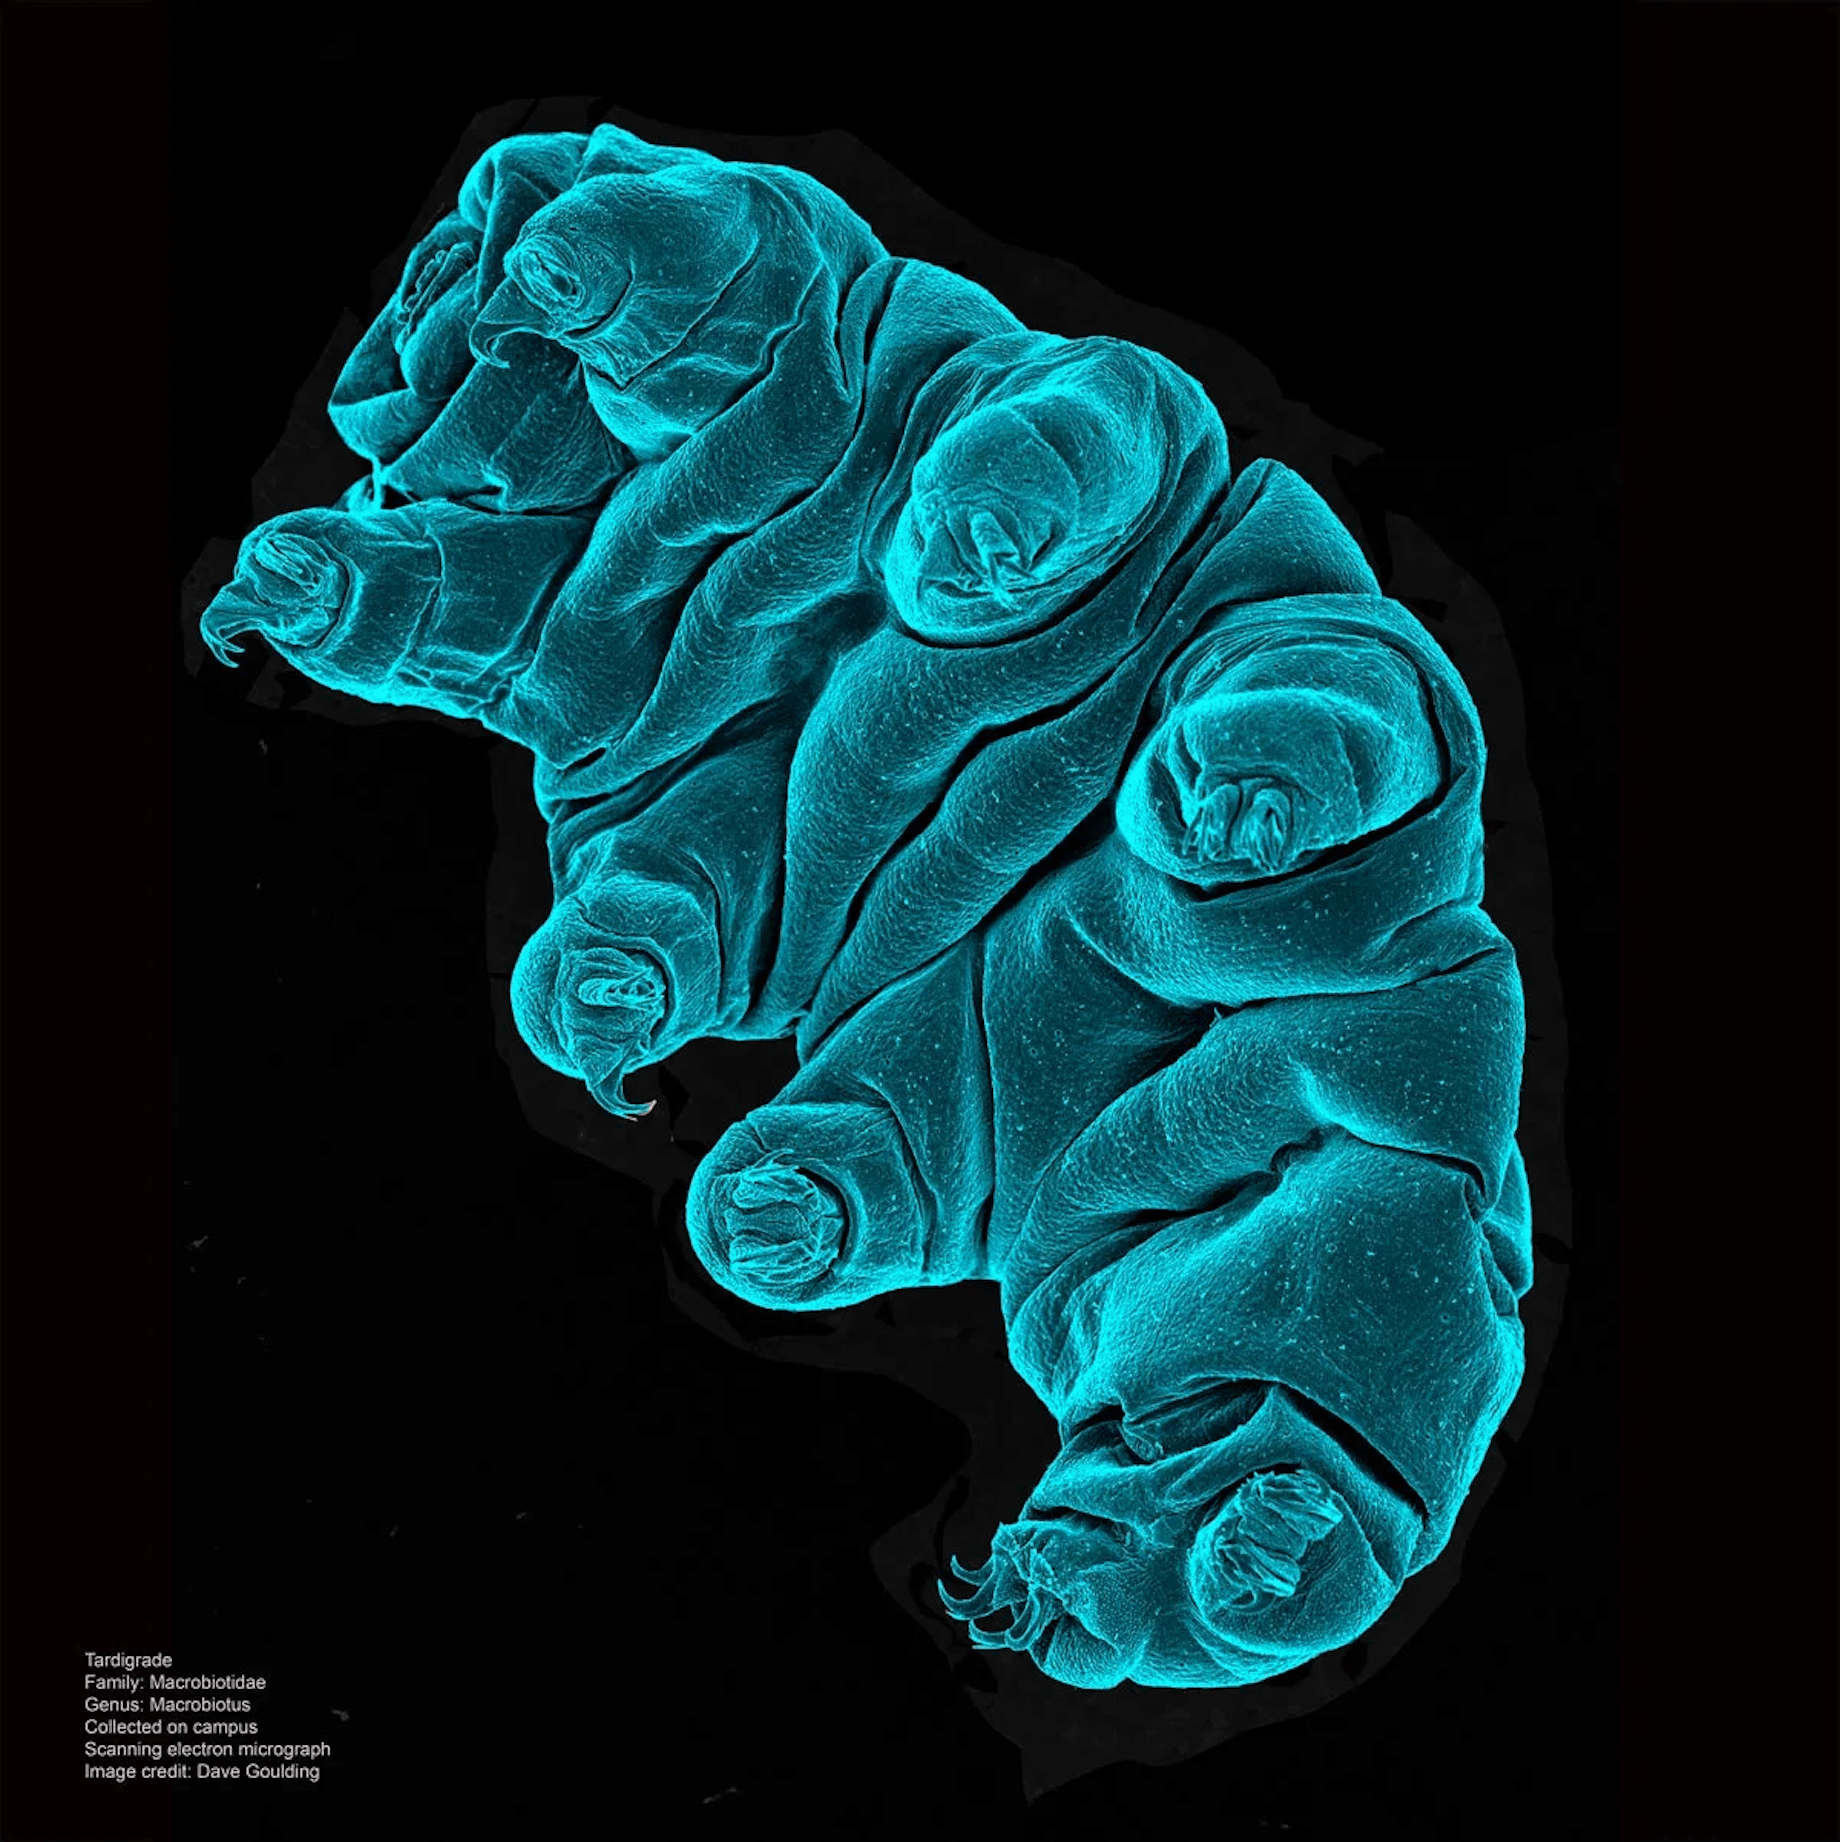 Tardigrade
Family: Macrobiotidae
Genus: Macrobiotus
Collected on campus
Scanning electron micrograph
Image credit: Dave Goulding